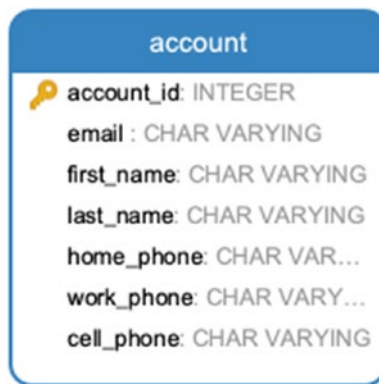 account
account_id: INTEGER
email : CHAR VARYING
first_name: CHAR VARYING
last_name: CHAR VARYING
home_phone: CHAR VAR...
work_phone: CHAR VARY...
cell_phone: CHAR VARYING